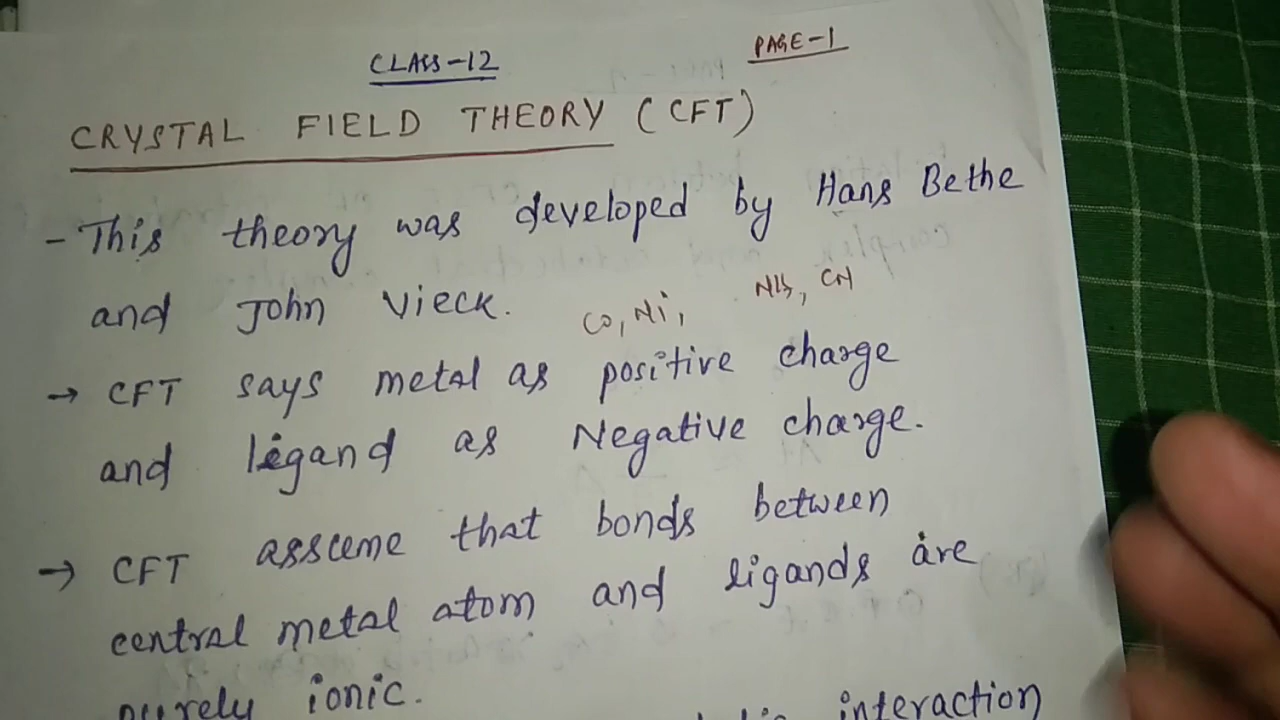 CLASS-12
PAGE-1
CRYSTAL FIELD THEORY (CFT)
- This theory was developed by Hans Bethe
and John Vieck.
Co, Ni,
NH3, CN
→ CFT says metal as positive charge
and ligand as Negative charge.
→ CFT assume that bonds between
central metal atom and ligands are
purely ionic.
interaction